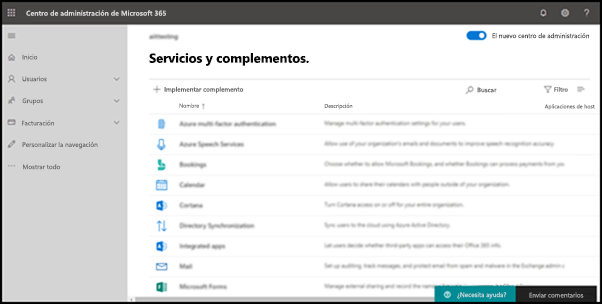 Centro de administración de Microsoft 365
El nuevo centro de administración
Servicios y complementos.
Inicio
Usuarios
Grupos
Facturación
Personalizar la navegación
Mostrar todo
Implementar complemento
Buscar
Filtro
Nombre ↑
Descripción
Aplicaciones de host
Azure multi-factor authentication
Manage multi-factor authentication settings for your users.
Azure Speech Services
Allow use of your organization's emails and documents to improve speech recognition accuracy.
Bookings
Choose whether to allow Microsoft Bookings, and whether Bookings can process payments from you
Calendar
Allow users to share their calendars with people outside of your organization.
Cortana
Turn Cortana access on or off for your entire organization.
Directory Synchronization
Sync users to the cloud using Azure Active Directory.
Integrated apps
Let users decide whether third-party apps can access their Office 365 info.
Mail
Set up auditing, track messages, and protect email from spam and malware in the Exchange admin c
Microsoft Forms
Manage external sharing and record the names
¿Necesita ayuda?
Enviar comentarios